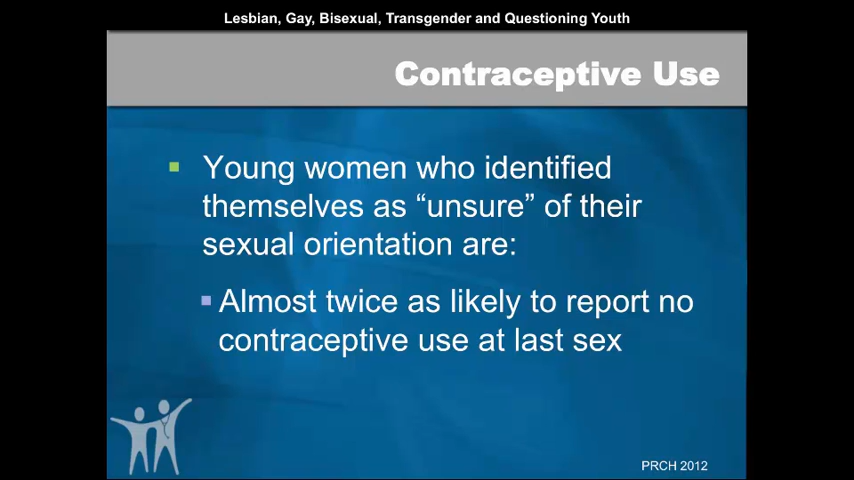 Lesbian, Gay, Bisexual, Transgender and Questioning Youth
Contraceptive Use
Young women who identified
themselves as “unsure” of their
sexual orientation are:
Almost twice as likely to report no
contraceptive use at last sex
PRCH 2012